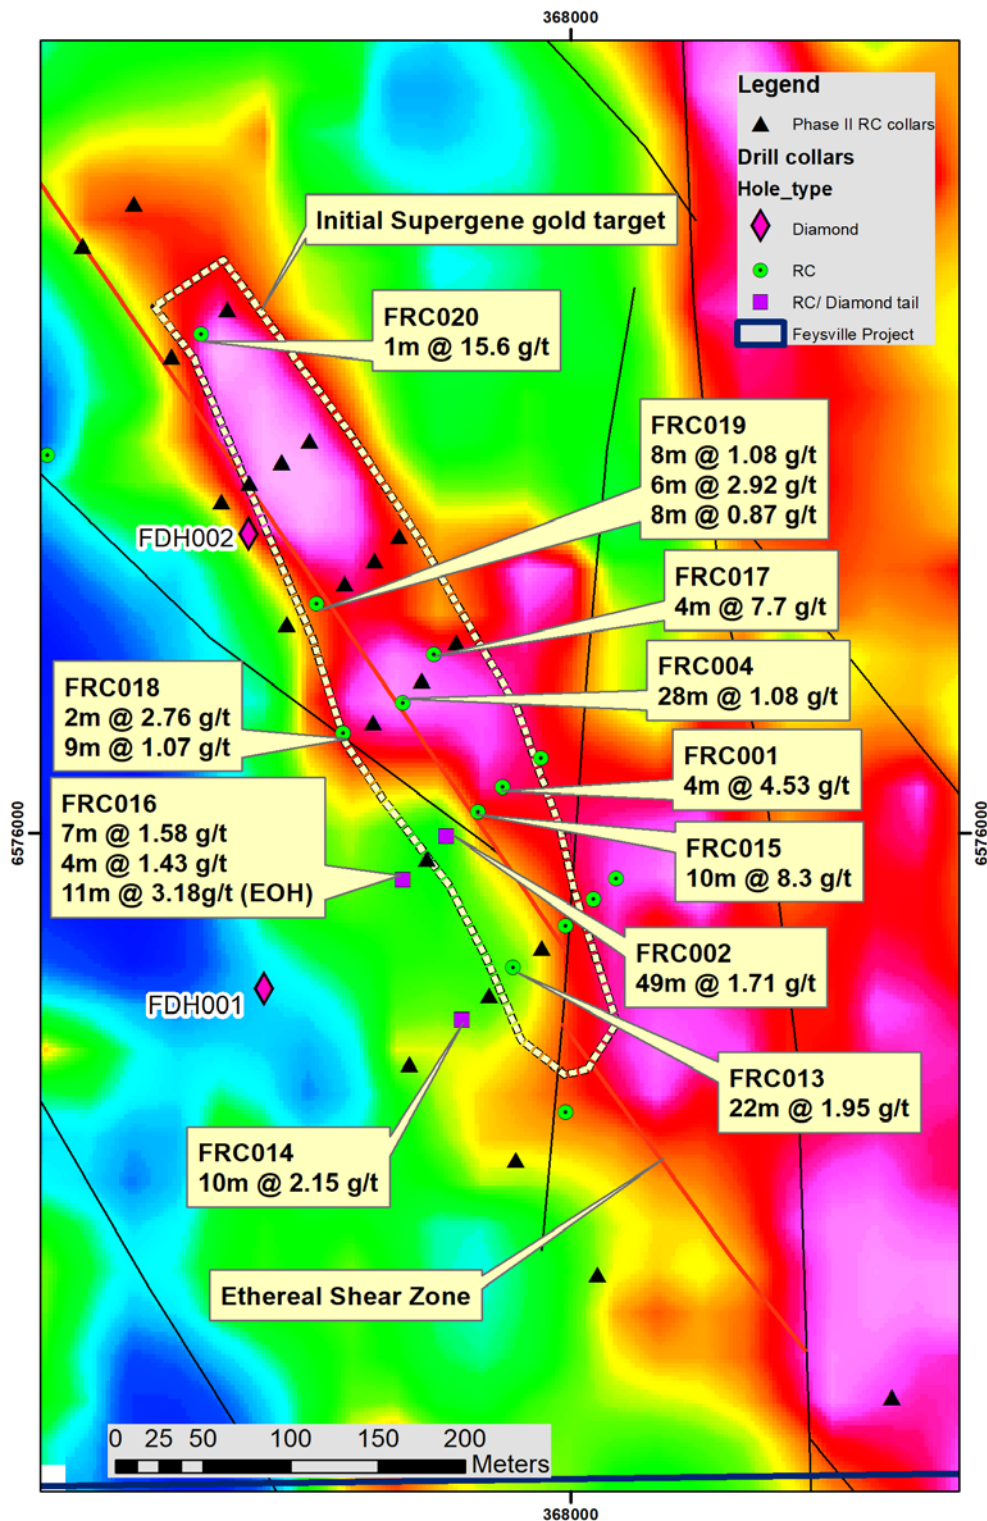 368000
Legend
Phase II RC collars
Drill collars
Hole_type
Diamond
RC
RC/ Diamond tail
Feysville Project
Initial Supergene gold target
FRC020
1m @ 15.6 g/t
FRC019
8m @ 1.08 g/t
6m @ 2.92 g/t
8m @ 0.87 g/t
FDH002
FRC017
4m @ 7.7 g/t
FRC004
28m @ 1.08 g/t
FRC018
2m @ 2.76 g/t
9m @ 1.07 g/t
FRC001
4m @ 4.53 g/t
FRC016
7m @ 1.58 g/t
4m @ 1.43 g/t
11m @ 3.18g/t (EOH)
6576000
6576000
FRC015
10m @ 8.3 g/t
FRC002
49m @ 1.71 g/t
FDH001
FRC013
22m @ 1.95 g/t
FRC014
10m @ 2.15 g/t
Ethereal Shear Zone
0 25 50 100 150 200
Meters
368000